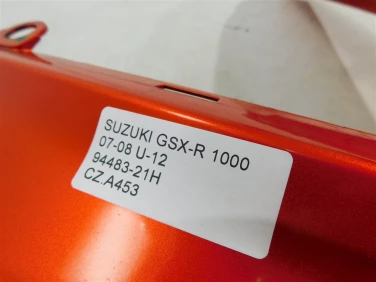 SUZUKI GSX-R 1000
07-08 U-12
94483-21H
CZ.A453